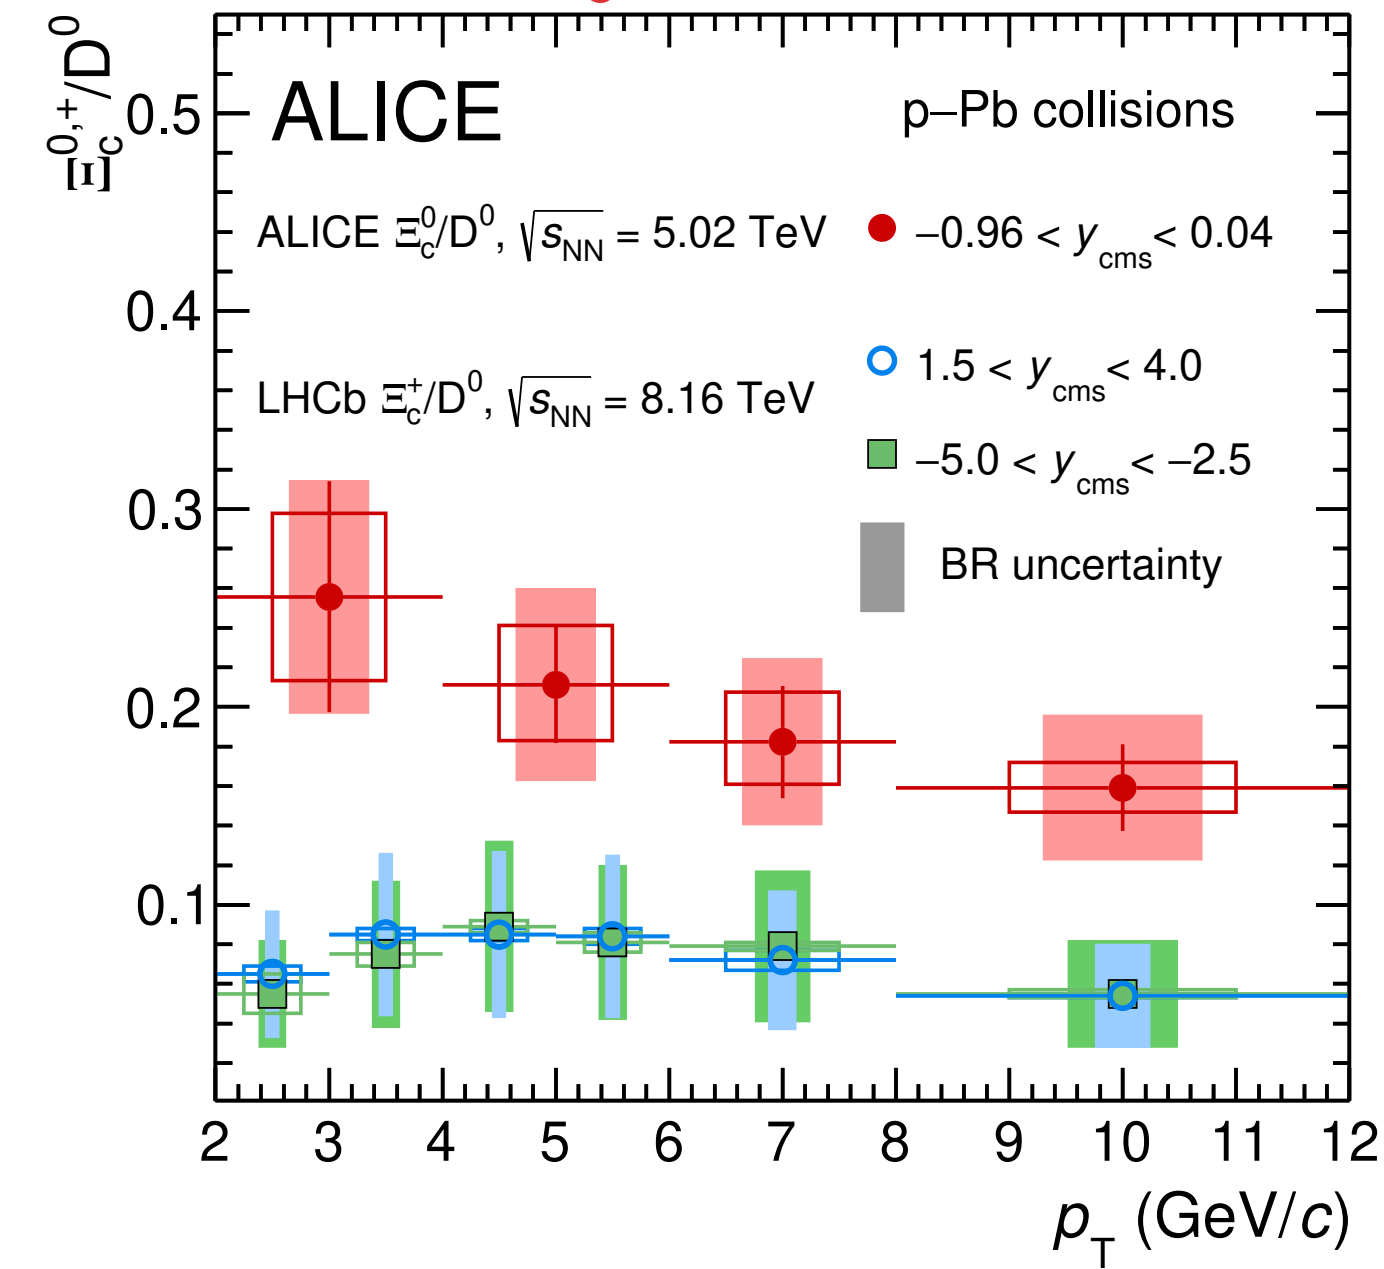 Ξc0,+/D0
ALICE
p–Pb collisions
ALICE Ξc0/D0, √sNN = 5.02 TeV
−0.96 < ycms < 0.04
LHCb Ξc+/D0, √sNN = 8.16 TeV
1.5 < ycms < 4.0
−5.0 < ycms < −2.5
BR uncertainty
0.5
0.4
0.3
0.2
0.1
2 3 4 5 6 7 8 9 10 11 12
pT (GeV/c)